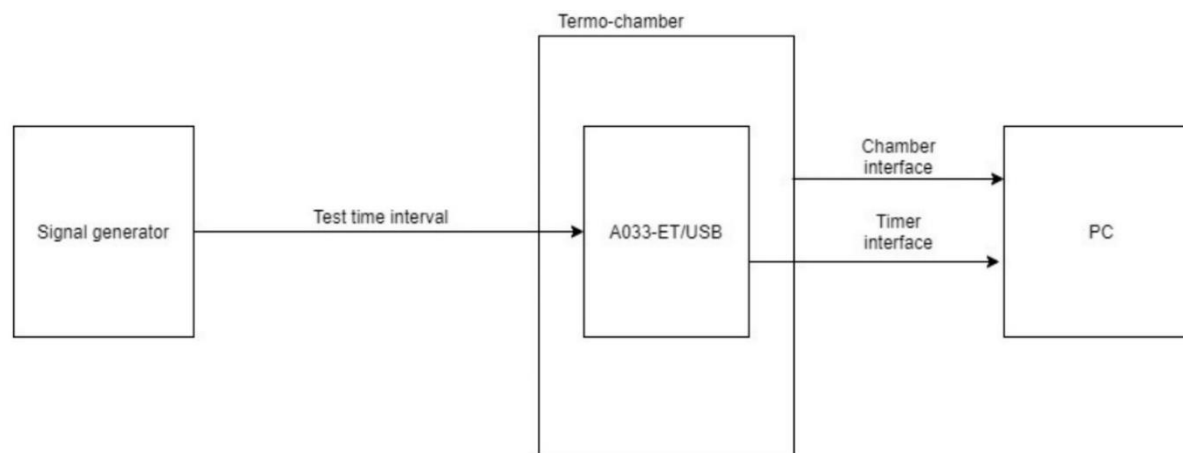 Termo-chamber
Signal generator
Test time interval
A033-ET/USB
Chamber
interface
Timer
interface
PC